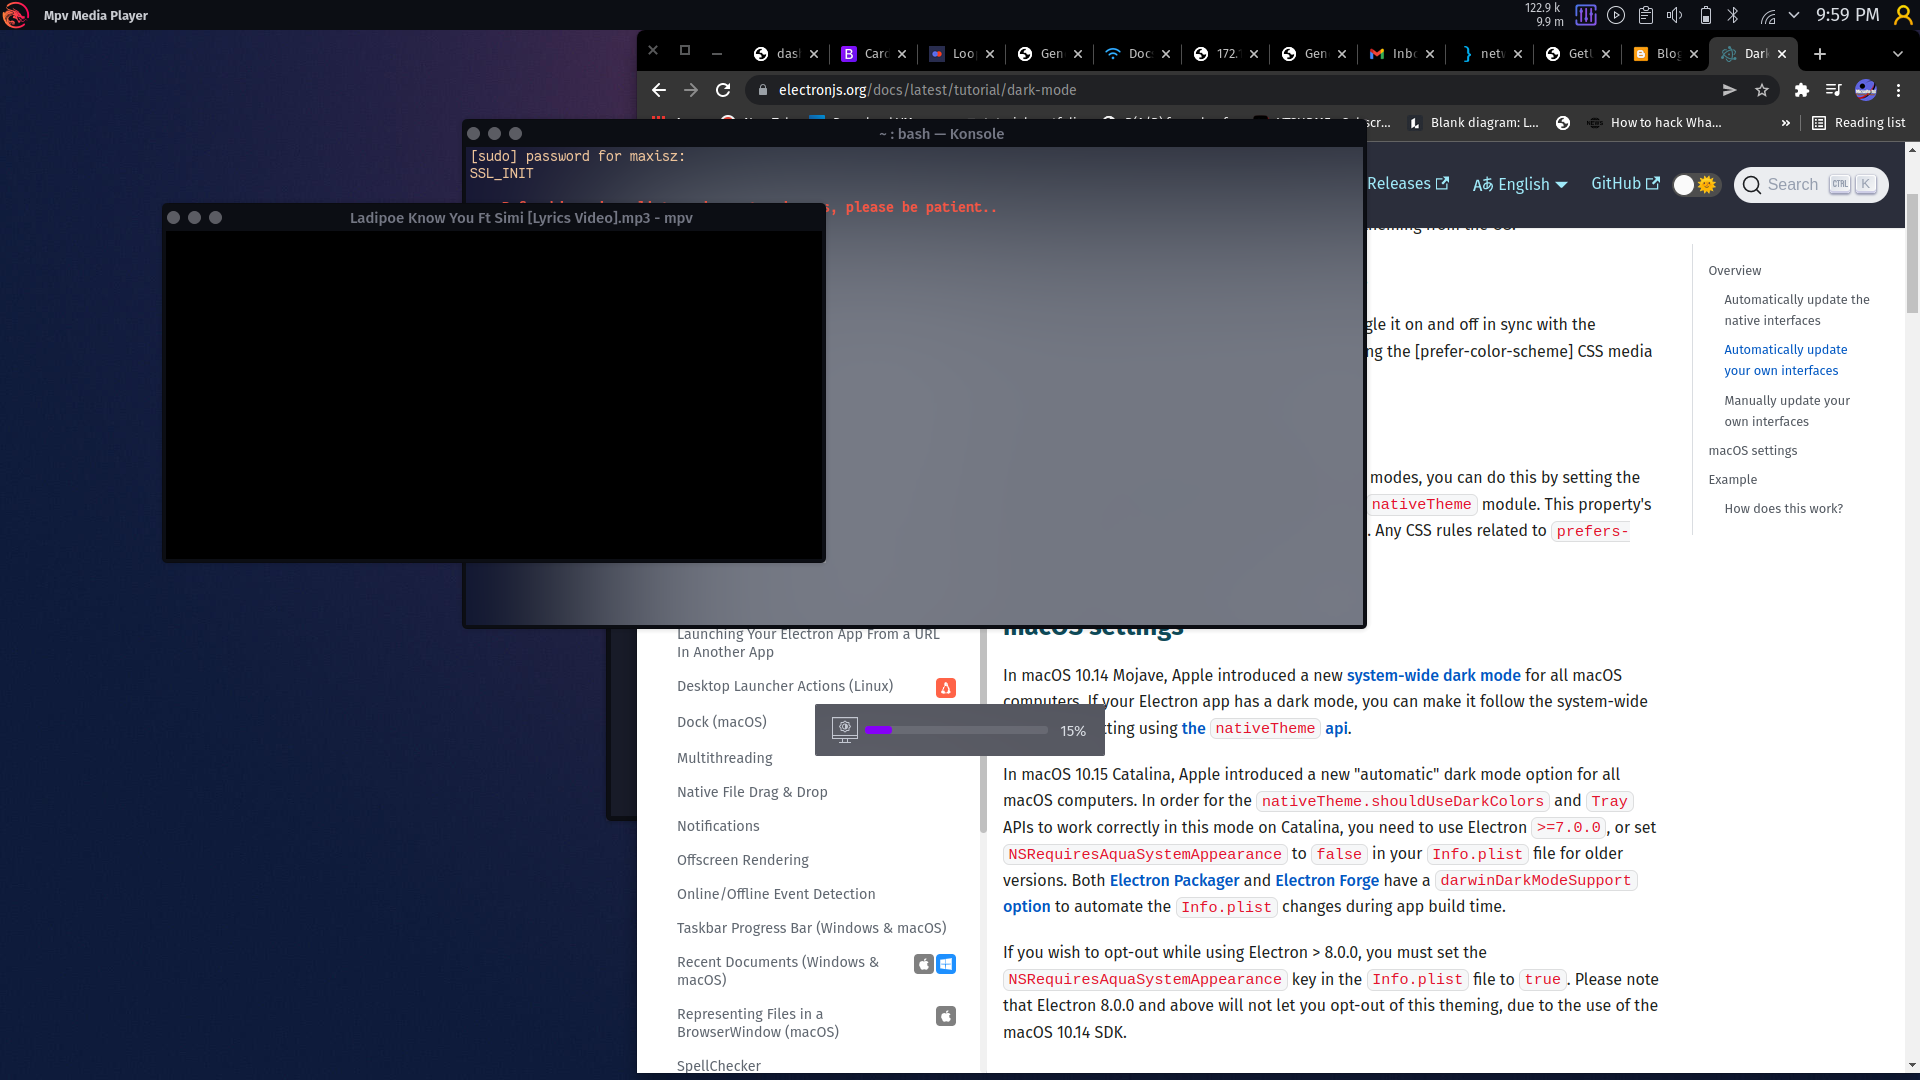 Mpv Media Player
122.9 k
9.9 m
9:59 PM
das
Card
Loo
Gen
Doc
172.
Gen
Inb
netv
Get
Blog
Dark
electronjs.org/docs/latest/tutorial/dark-mode
Blank diagram: L...
How to hack Wha...
»
Reading list
~ : bash — Konsole
[sudo] password for maxisz:
SSL_INIT
s, please be patient..
Ladipoe Know You Ft Simi [Lyrics Video].mp3 - mpv
Releases
English
GitHub
Search
CTRL
K
Overview
Automatically update the
native interfaces
Automatically update
your own interfaces
Manually update your
own interfaces
macOS settings
Example
How does this work?
gle it on and off in sync with the
ng the [prefer-color-scheme] CSS media
modes, you can do this by setting the
nativeTheme module. This property's
. Any CSS rules related to prefers-
macOS settings
Launching Your Electron App From a URL
In Another App
Desktop Launcher Actions (Linux)
Dock (macOS)
Multithreading
Native File Drag & Drop
Notifications
Offscreen Rendering
Online/Offline Event Detection
Taskbar Progress Bar (Windows & macOS)
Recent Documents (Windows &
macOS)
Representing Files in a
BrowserWindow (macOS)
SpellChecker
15%
In macOS 10.14 Mojave, Apple introduced a new system-wide dark mode for all macOS
computers. If your Electron app has a dark mode, you can make it follow the system-wide
ting using the nativeTheme api.
In macOS 10.15 Catalina, Apple introduced a new "automatic" dark mode option for all
macOS computers. In order for the nativeTheme.shouldUseDarkColors and Tray
APIs to work correctly in this mode on Catalina, you need to use Electron >=7.0.0, or set
NSRequiresAquaSystemAppearance to false in your Info.plist file for older
versions. Both Electron Packager and Electron Forge have a darwinDarkModeSupport
option to automate the Info.plist changes during app build time.
If you wish to opt-out while using Electron > 8.0.0, you must set the
NSRequiresAquaSystemAppearance key in the Info.plist file to true. Please note
that Electron 8.0.0 and above will not let you opt-out of this theming, due to the use of the
macOS 10.14 SDK.